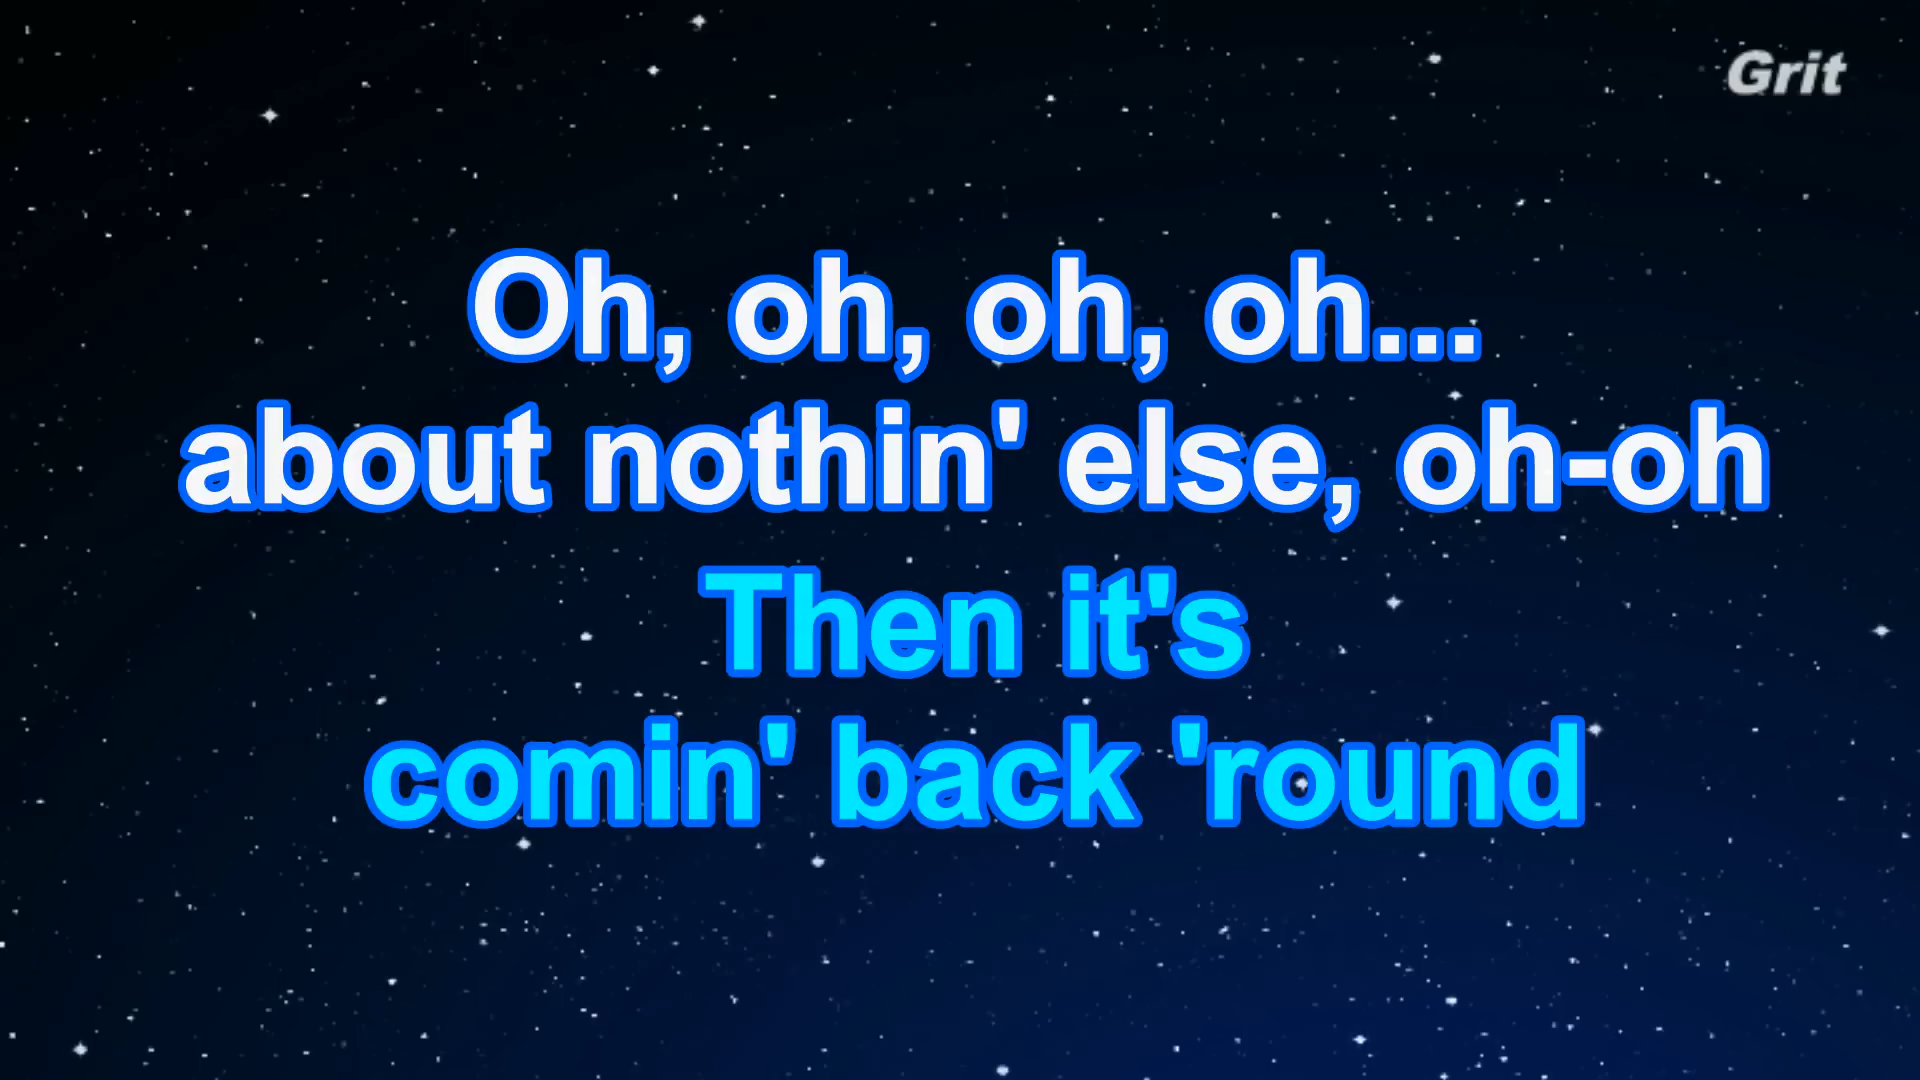 Grit
Oh, oh, oh, oh...
about nothin' else, oh-oh
Then it's
comin' back 'round